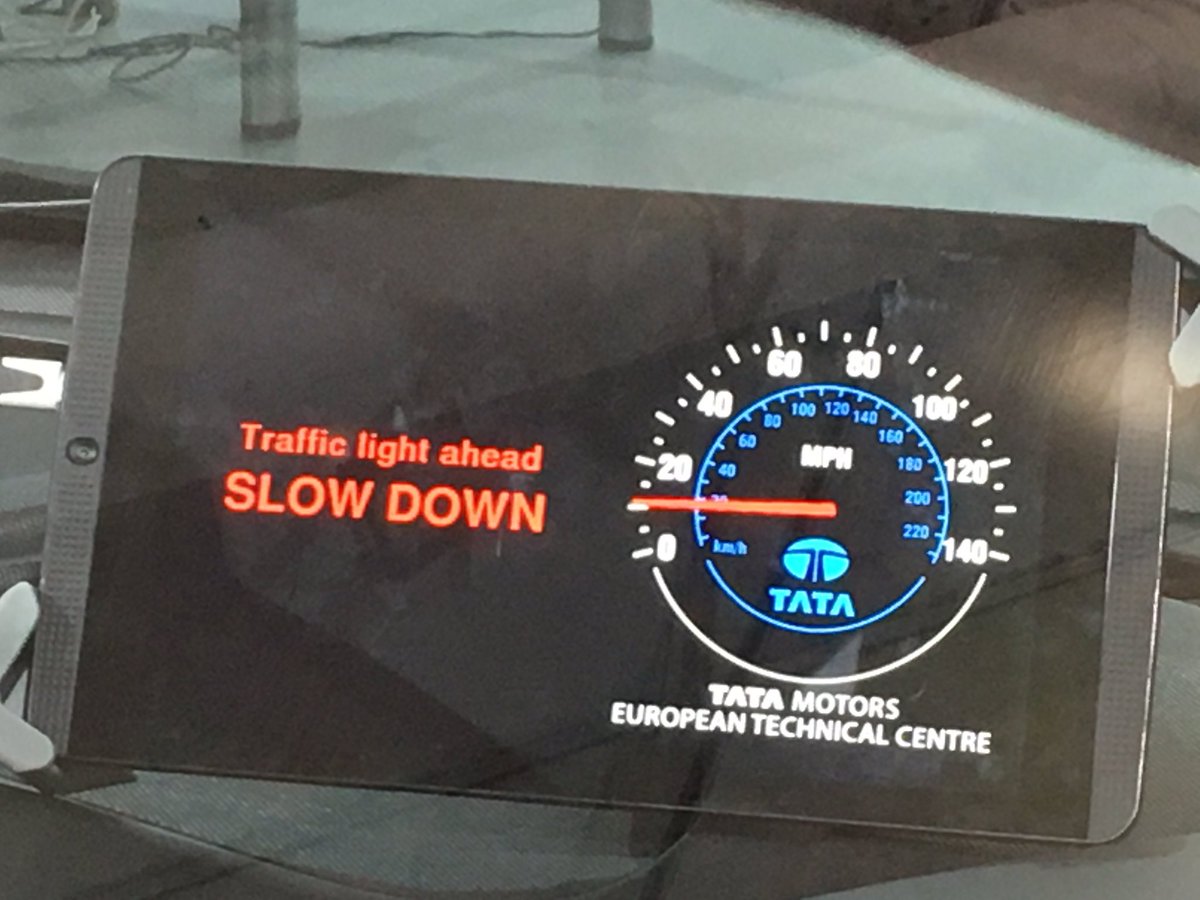 Traffic light ahead
SLOW DOWN
0
20
40
60
80
100
120
140
MPH
km/h
20
40
60
80
100
120
140
160
180
200
220
TATA
TATA MOTORS
EUROPEAN TECHNICAL CENTRE